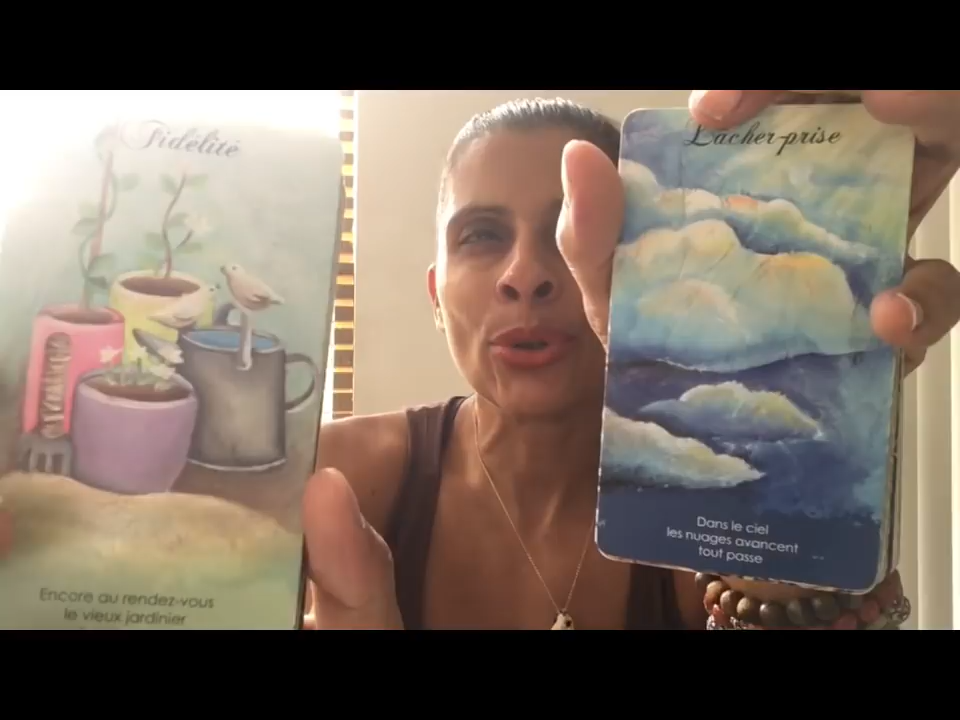 Fidélité
Encore au rendez-vous
le vieux jardinier
Lâcher-prise
Dans le ciel
les nuages avancent
tout passe